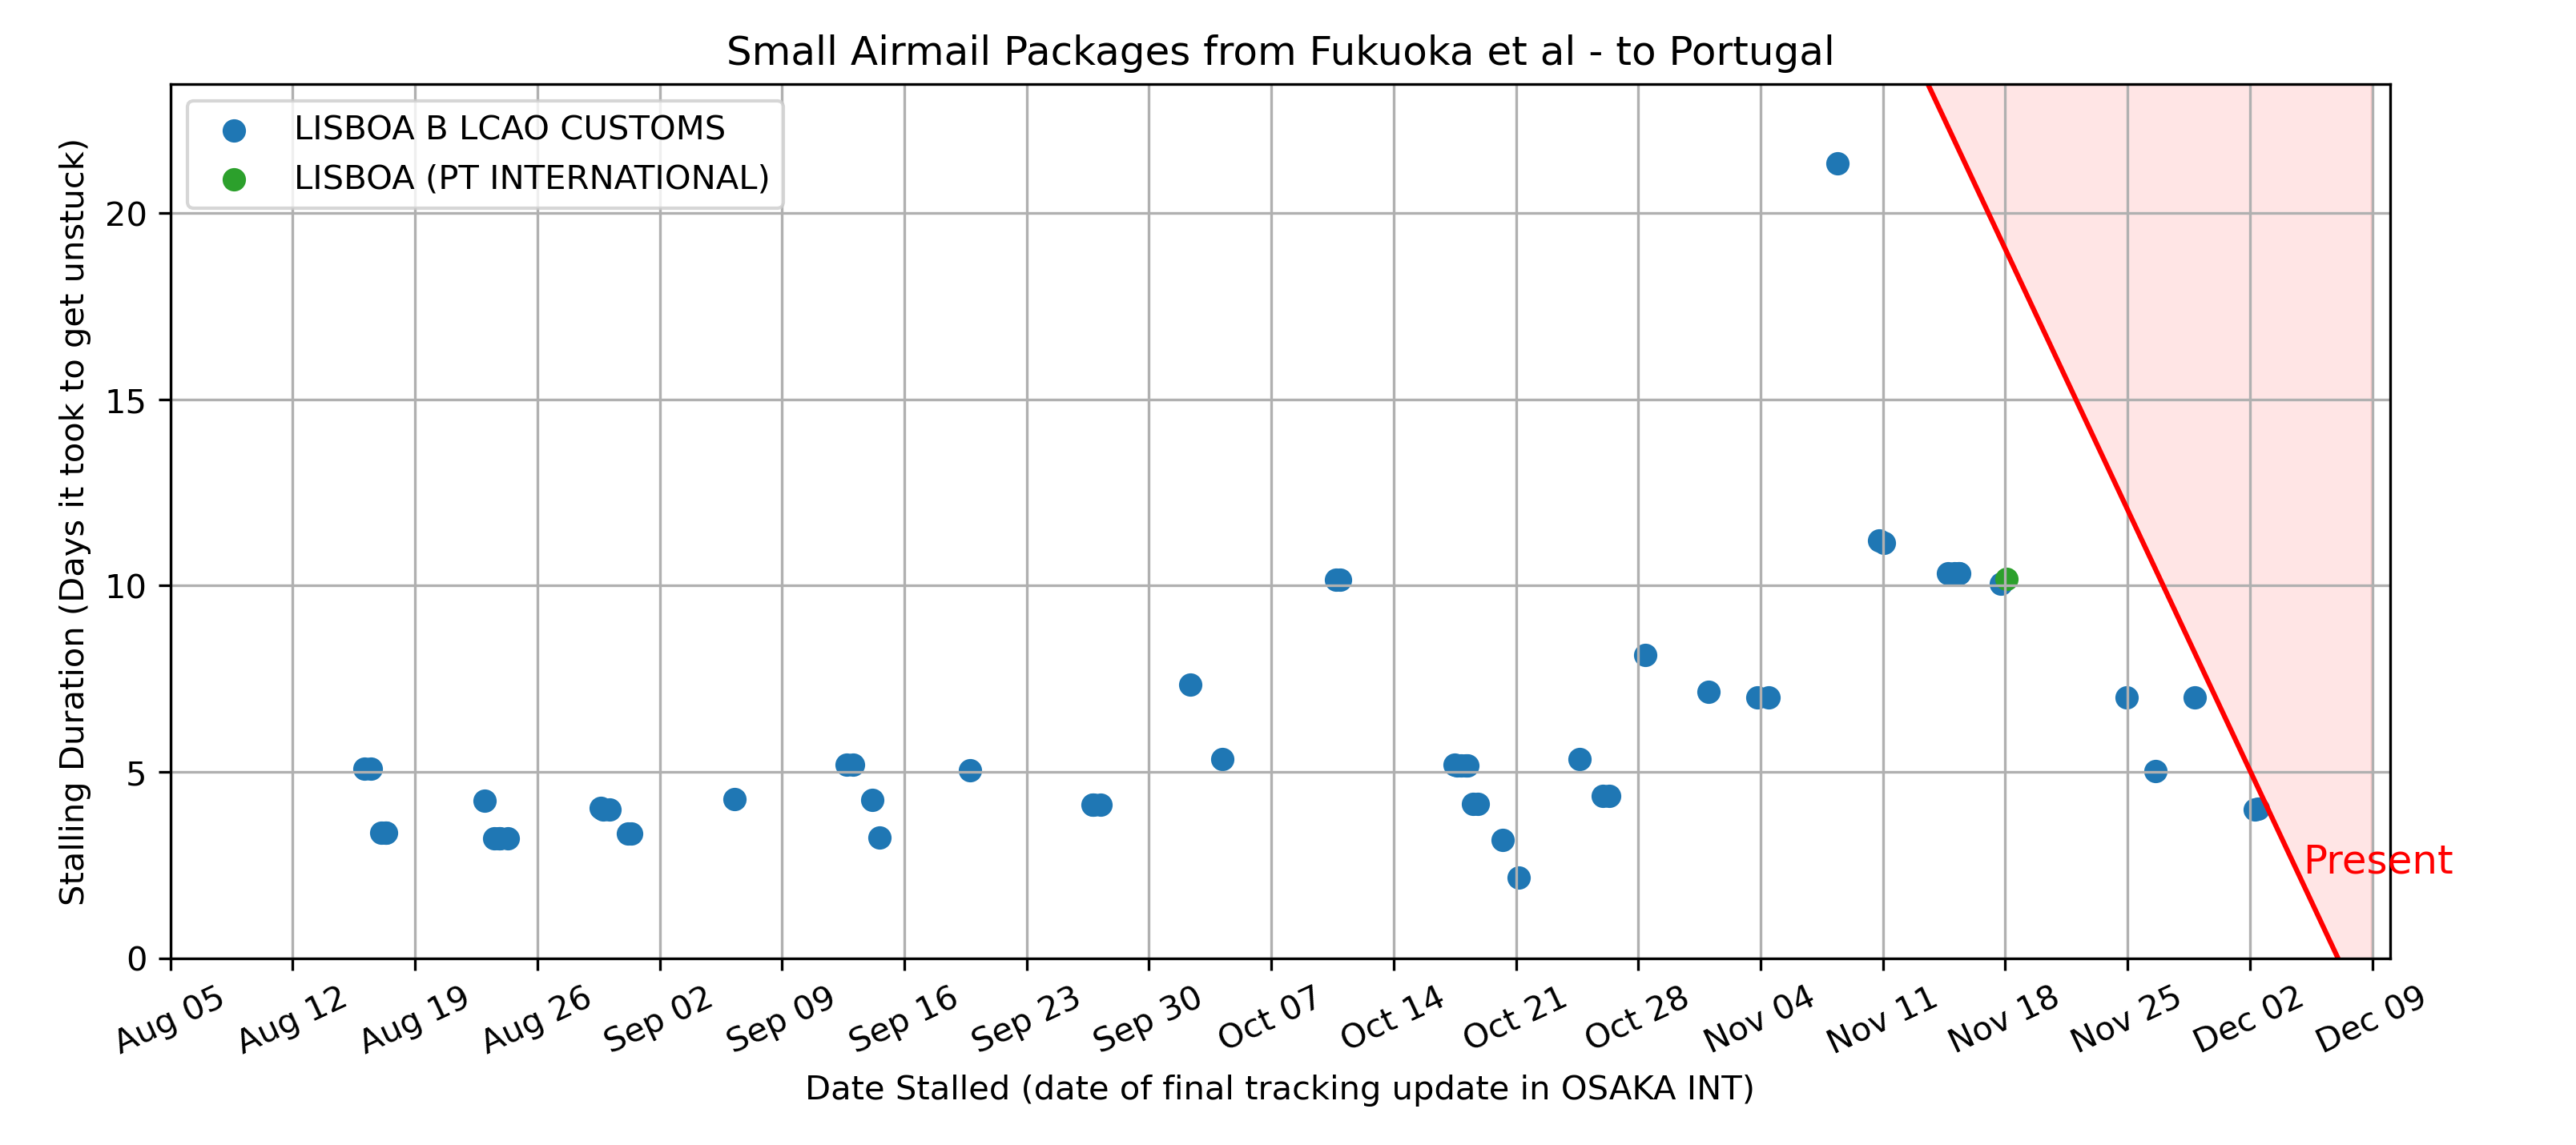 Small Airmail Packages from Fukuoka et al - to Portugal
LISBOA B LCAO CUSTOMS
LISBOA (PT INTERNATIONAL)
Stalling Duration (Days it took to get unstuck)
20
15
10
5
0
Present
Aug 05
Aug 12
Aug 19
Aug 26
Sep 02
Sep 09
Sep 16
Sep 23
Sep 30
Oct 07
Oct 14
Oct 21
Oct 28
Nov 04
Nov 11
Nov 18
Nov 25
Dec 02
Dec 09
Date Stalled (date of final tracking update in OSAKA INT)